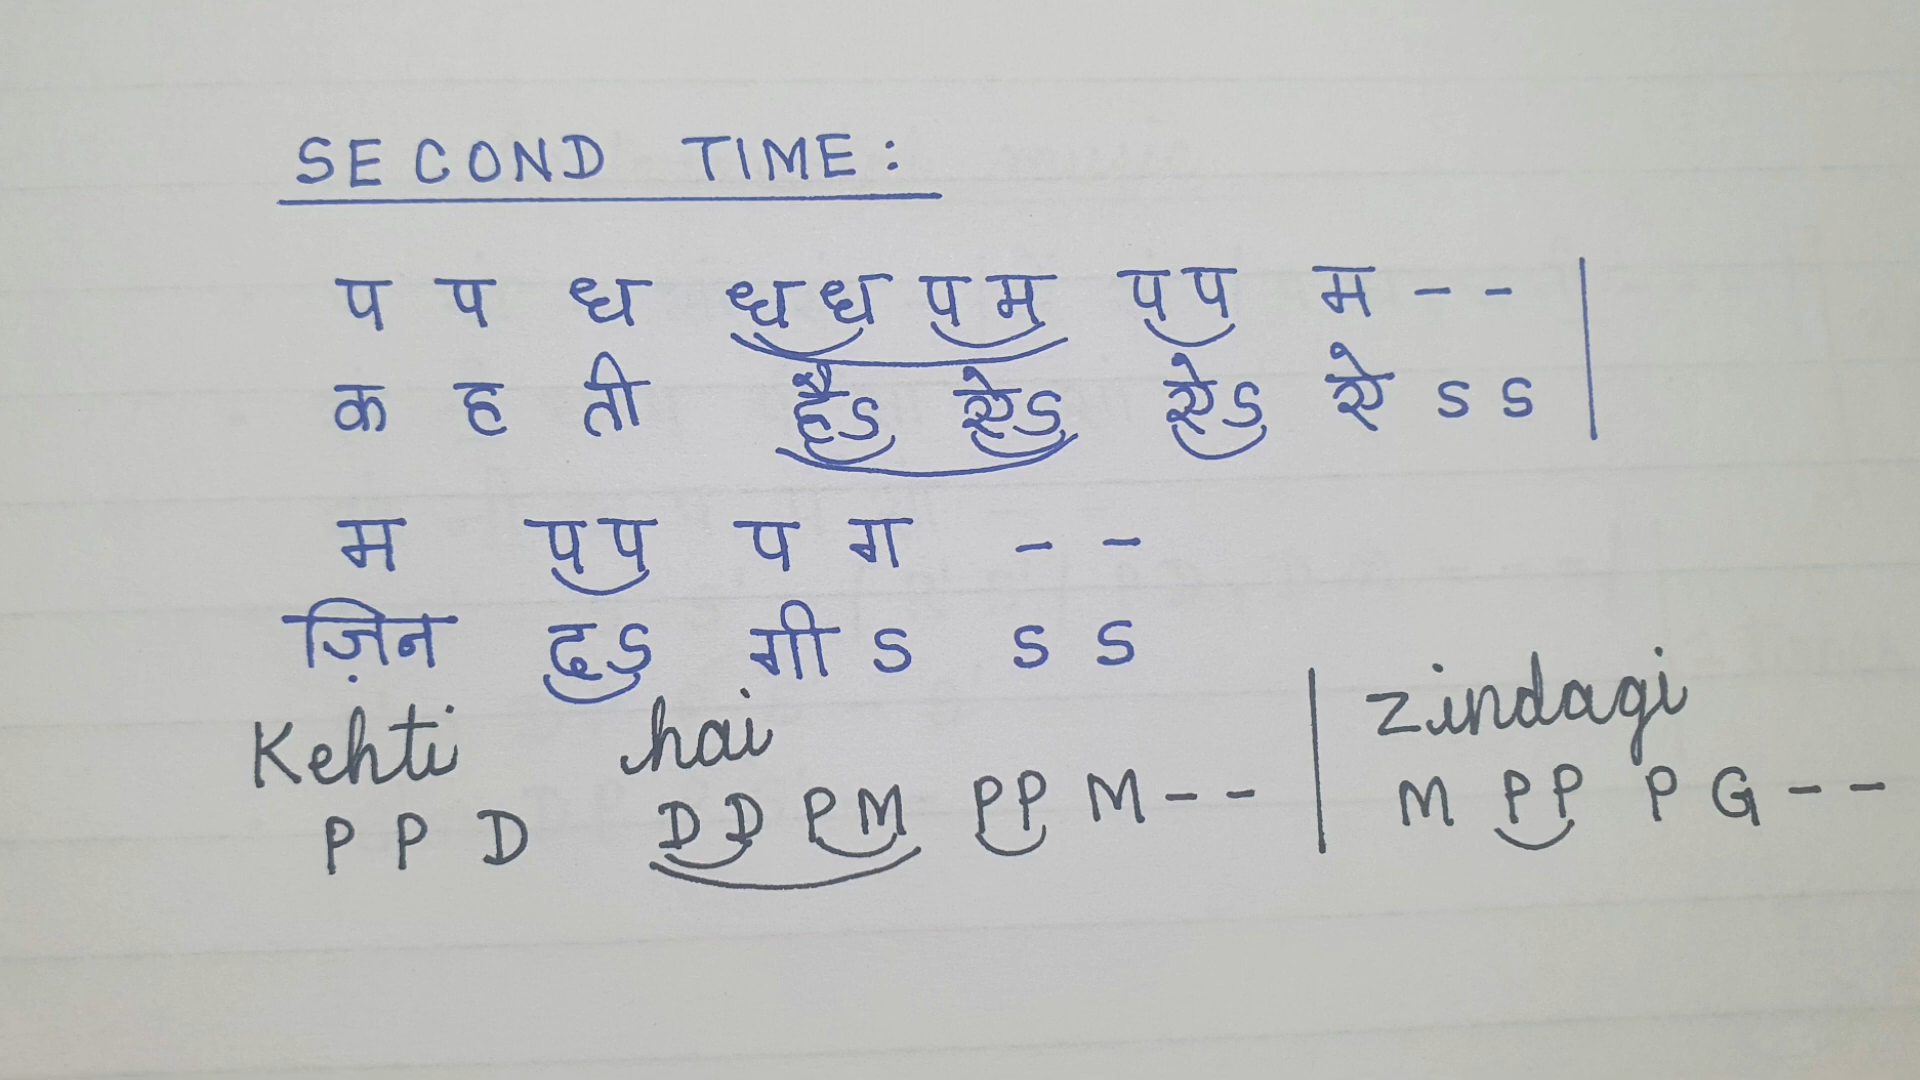 SECOND TIME:
प प ध धध पम पप म - - |
क ह ती हैऽ ऐऽ ऐऽ ऐ ऽ ऽ |
म पप प ग - -
ज़िन दऽ गी ऽ ऽ ऽ
Kehti hai | Zindagi
P P D DD PM PP M - - | M PP P G - -